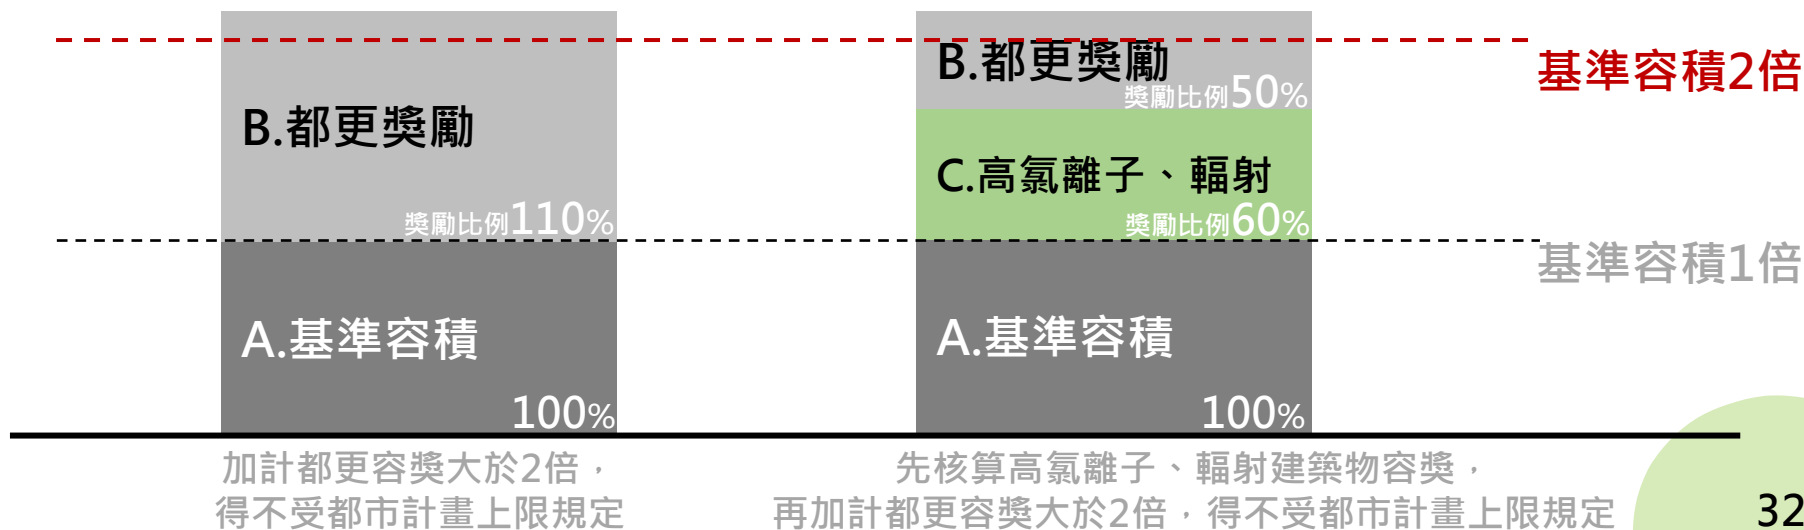 B.都更獎勵
獎勵比例110%
A.基準容積
100%
加計都更容獎大於2倍，
得不受都市計畫上限規定
B.都更獎勵
獎勵比例50%
C.高氯離子、輻射
獎勵比例60%
A.基準容積
100%
先核算高氯離子、輻射建築物容獎，
再加計都更容獎大於2倍，得不受都市計畫上限規定
基準容積2倍
基準容積1倍
32